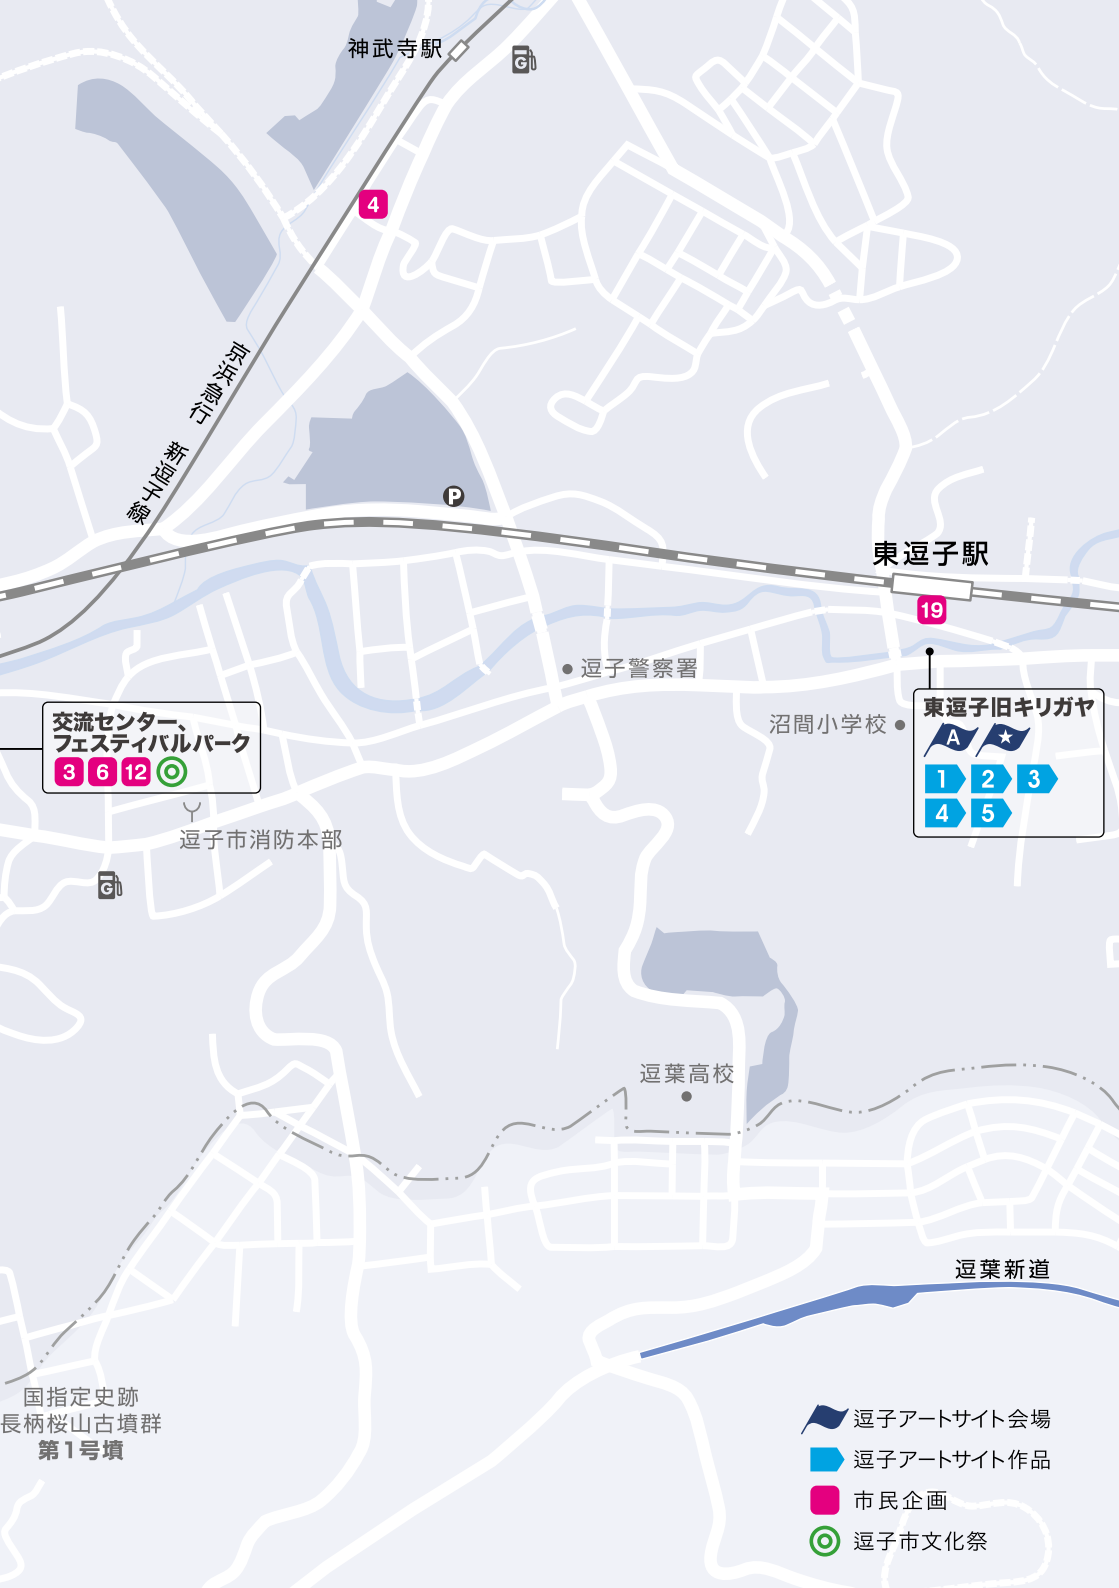 神武寺駅
G
4
京浜急行 新逗子線
P
東逗子駅
19
逗子警察署
沼間小学校
東逗子旧キリガヤ
A
1 2 3
4 5
交流センター、
フェスティバルパーク
3 6 12
逗子市消防本部
G
逗葉高校
逗葉新道
国指定史跡
長柄桜山古墳群
第1号墳
逗子アートサイト会場
逗子アートサイト作品
市民企画
逗子市文化祭